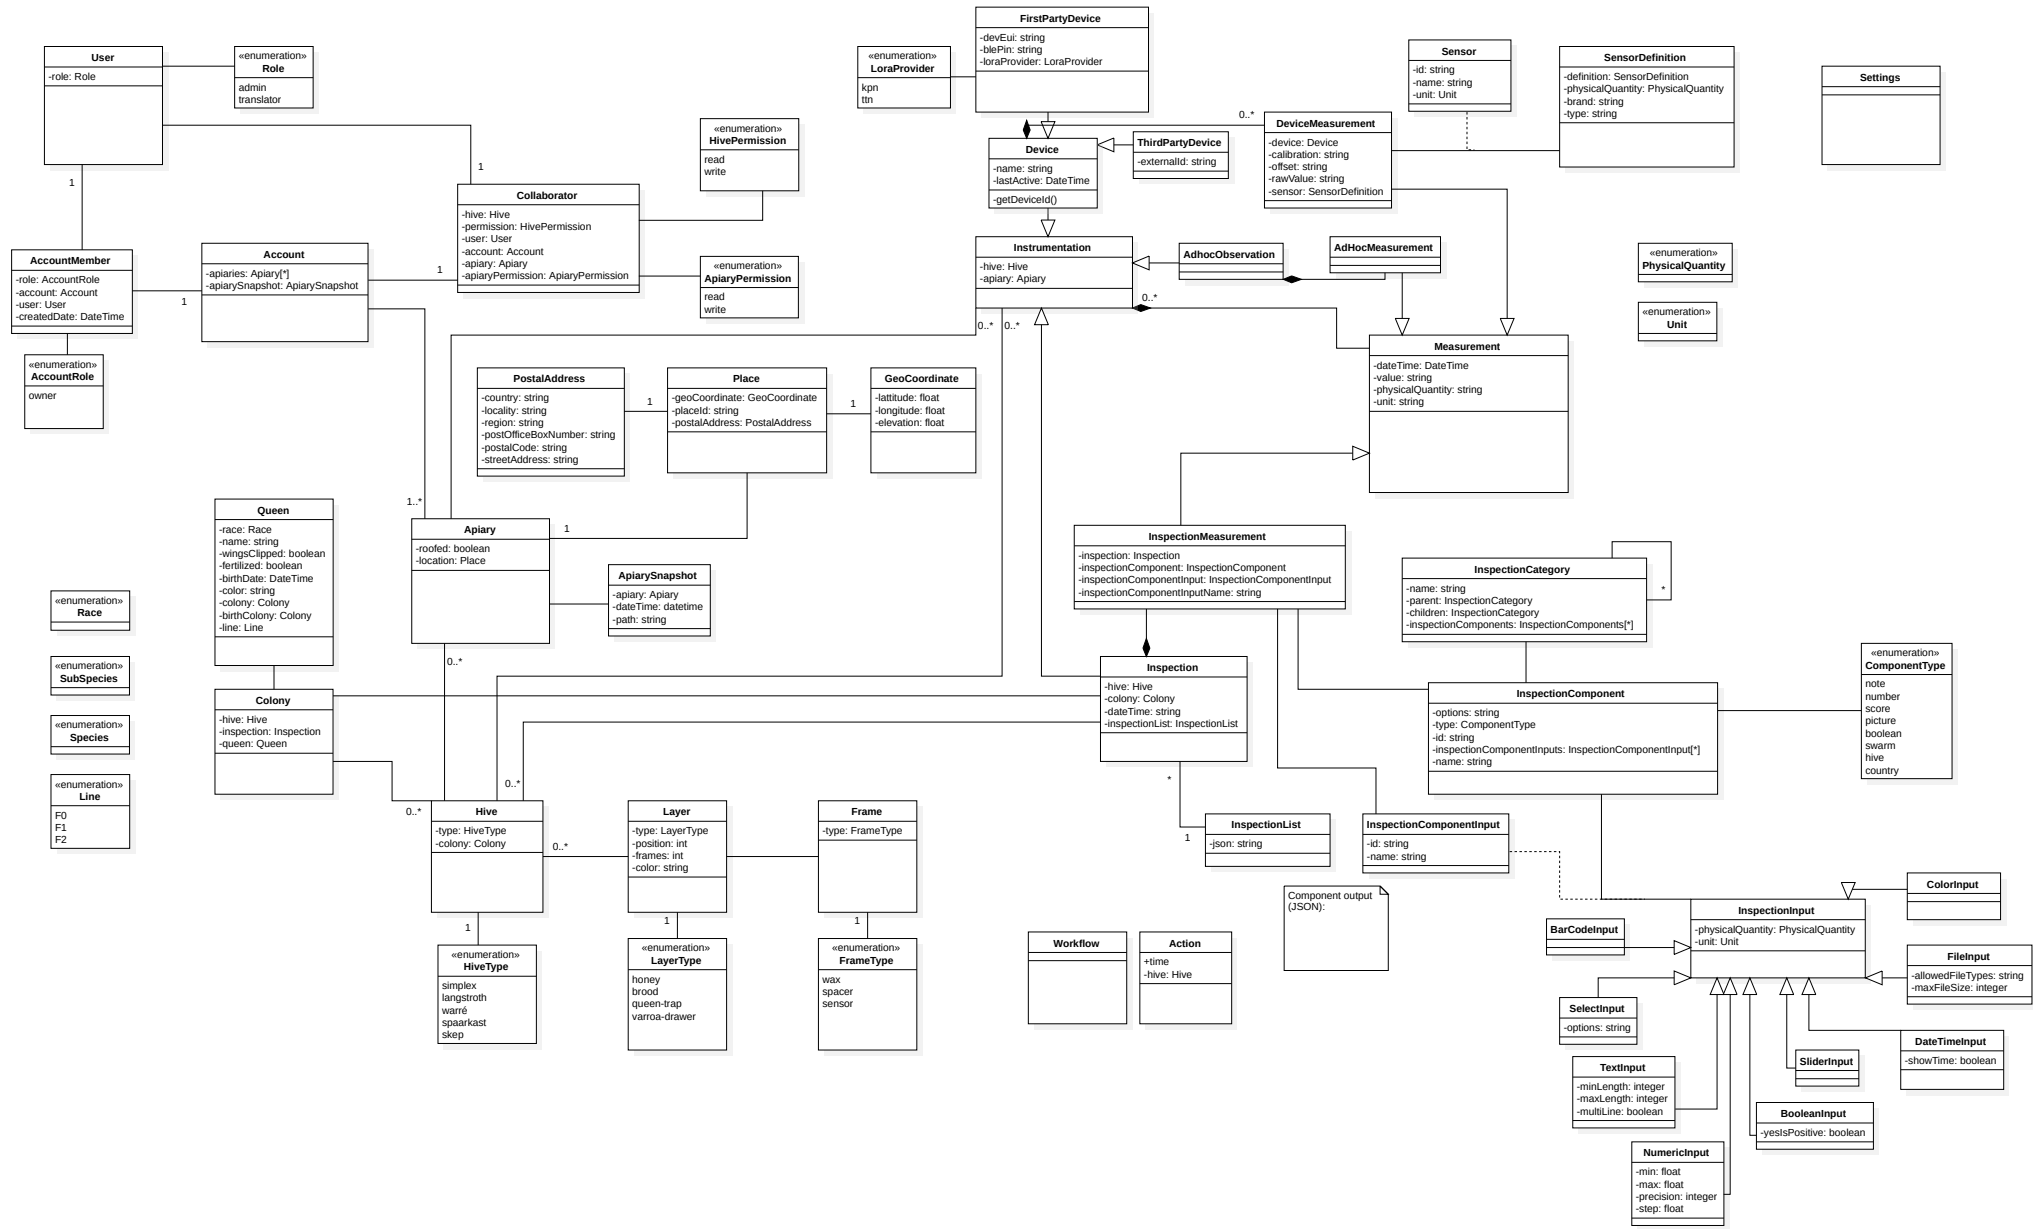 FirstPartyDevice
-devEui: string
-blePin: string
-loraProvider: LoraProvider
User
-role: Role
«enumeration»
Role
admin
translator
«enumeration»
LoraProvider
kpn
ttn
Sensor
-id: string
-name: string
-unit: Unit
SensorDefinition
-definition: SensorDefinition
-physicalQuantity: PhysicalQuantity
-brand: string
-type: string
Settings
0..*
DeviceMeasurement
-device: Device
-calibration: string
-offset: string
-rawValue: string
-sensor: SensorDefinition
«enumeration»
HivePermission
read
write
Device
-name: string
-lastActive: DateTime
-getDeviceId()
ThirdPartyDevice
-externalId: string
1
1
Collaborator
-hive: Hive
-permission: HivePermission
-user: User
-account: Account
-apiary: Apiary
-apiaryPermission: ApiaryPermission
AccountMember
-role: AccountRole
-account: Account
-user: User
-createdDate: DateTime
1
Account
-apiaries: Apiary[*]
-apiarySnapshot: ApiarySnapshot
1
«enumeration»
ApiaryPermission
read
write
Instrumentation
-hive: Hive
-apiary: Apiary
AdhocObservation
AdHocMeasurement
«enumeration»
PhysicalQuantity
«enumeration»
Unit
0..*
0..*
0..*
Measurement
-dateTime: DateTime
-value: string
-physicalQuantity: string
-unit: string
«enumeration»
AccountRole
owner
PostalAddress
-country: string
-locality: string
-region: string
-postOfficeBoxNumber: string
-postalCode: string
-streetAddress: string
1
Place
-geoCoordinate: GeoCoordinate
-placeId: string
-postalAddress: PostalAddress
1
GeoCoordinate
-lattitude: float
-longitude: float
-elevation: float
1..*
Queen
-race: Race
-name: string
-wingsClipped: boolean
-fertilized: boolean
-birthDate: DateTime
-color: string
-colony: Colony
-birthColony: Colony
-line: Line
Apiary
-roofed: boolean
-location: Place
1
ApiarySnapshot
-apiary: Apiary
-dateTime: datetime
-path: string
InspectionMeasurement
-inspection: Inspection
-inspectionComponent: InspectionComponent
-inspectionComponentInput: InspectionComponentInput
-inspectionComponentInputName: string
InspectionCategory
-name: string
-parent: InspectionCategory
-children: InspectionCategory
-inspectionComponents: InspectionComponents[*]
*
«enumeration»
Race
«enumeration»
SubSpecies
«enumeration»
Species
«enumeration»
Line
F0
F1
F2
0..*
Colony
-hive: Hive
-inspection: Inspection
-queen: Queen
Inspection
-hive: Hive
-colony: Colony
-dateTime: string
-inspectionList: InspectionList
InspectionComponent
-options: string
-type: ComponentType
-id: string
-inspectionComponentInputs: InspectionComponentInput[*]
-name: string
«enumeration»
ComponentType
note
number
score
picture
boolean
swarm
hive
country
0..*
0..*
*
1
Hive
-type: HiveType
-colony: Colony
0..*
Layer
-type: LayerType
-position: int
-frames: int
-color: string
Frame
-type: FrameType
InspectionList
-json: string
InspectionComponentInput
-id: string
-name: string
1
1
1
«enumeration»
HiveType
simplex
langstroth
warré
spaarkast
skep
«enumeration»
LayerType
honey
brood
queen-trap
varroa-drawer
«enumeration»
FrameType
wax
spacer
sensor
Component output
(JSON):
Workflow
Action
+time
-hive: Hive
ColorInput
InspectionInput
-physicalQuantity: PhysicalQuantity
-unit: Unit
BarCodeInput
FileInput
-allowedFileTypes: string
-maxFileSize: integer
SelectInput
-options: string
DateTimeInput
-showTime: boolean
SliderInput
TextInput
-minLength: integer
-maxLength: integer
-multiLine: boolean
BooleanInput
-yesIsPositive: boolean
NumericInput
-min: float
-max: float
-precision: integer
-step: float